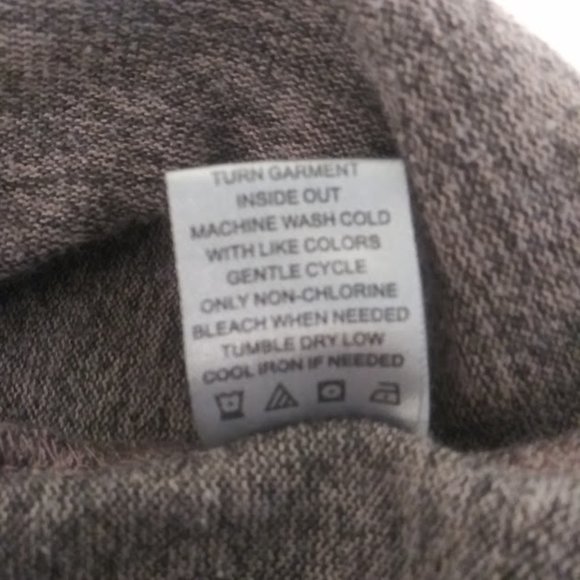 TURN GARMENT
INSIDE OUT
MACHINE WASH COLD
WITH LIKE COLORS
GENTLE CYCLE
ONLY NON-CHLORINE
BLEACH WHEN NEEDED
TUMBLE DRY LOW
COOL IRON IF NEEDED